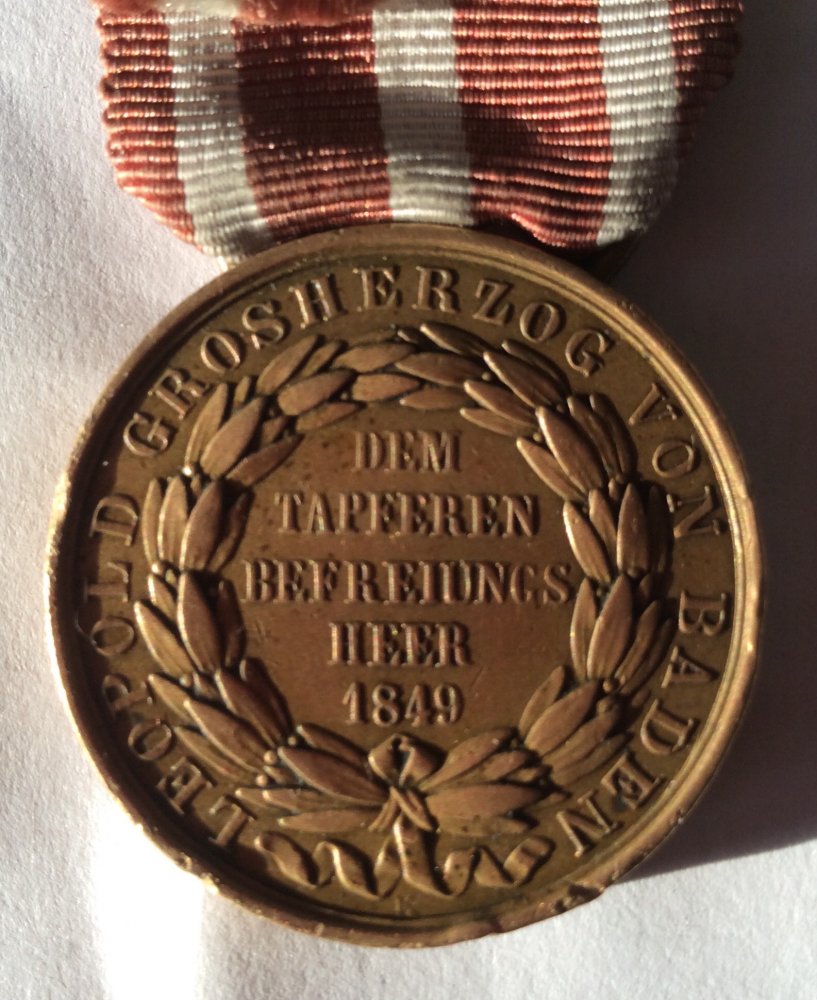 LEOPOLD GROSHERZOG VON BADEN
DEM
TAPFEREN
BEFREIUNGS
HEER
1849
K